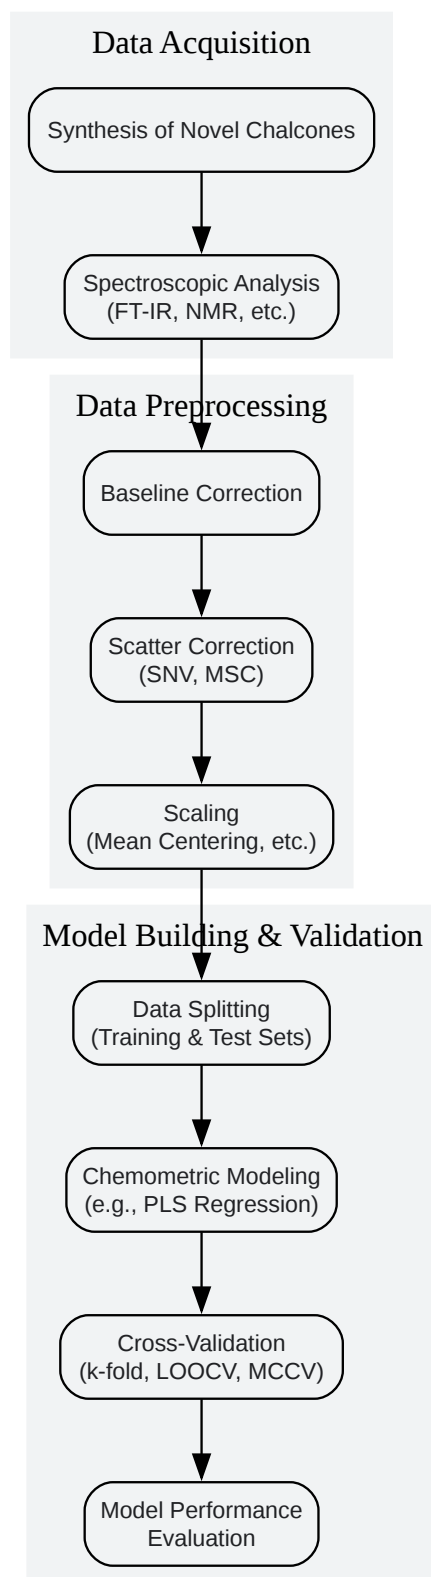 Data Acquisition
Synthesis of Novel Chalcones
Spectroscopic Analysis
(FT-IR, NMR, etc.)
Data Preprocessing
Baseline Correction
Scatter Correction
(SNV, MSC)
Scaling
(Mean Centering, etc.)
Model Building & Validation
Data Splitting
(Training & Test Sets)
Chemometric Modeling
(e.g., PLS Regression)
Cross-Validation
(k-fold, LOOCV, MCCV)
Model Performance
Evaluation